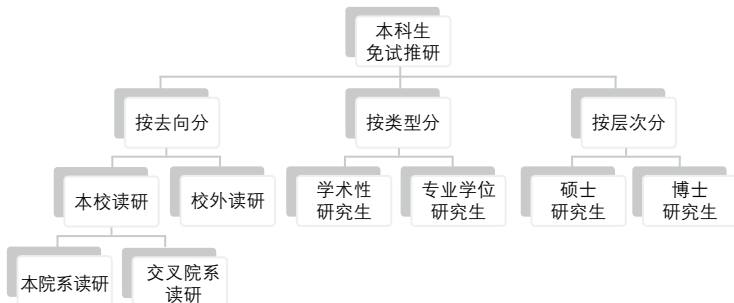 本科生
免试推研
按去向分
按类型分
按层次分
本校读研
校外读研
学术性
研究生
专业学位
研究生
硕士
研究生
博士
研究生
本院系读研
交叉院系
读研